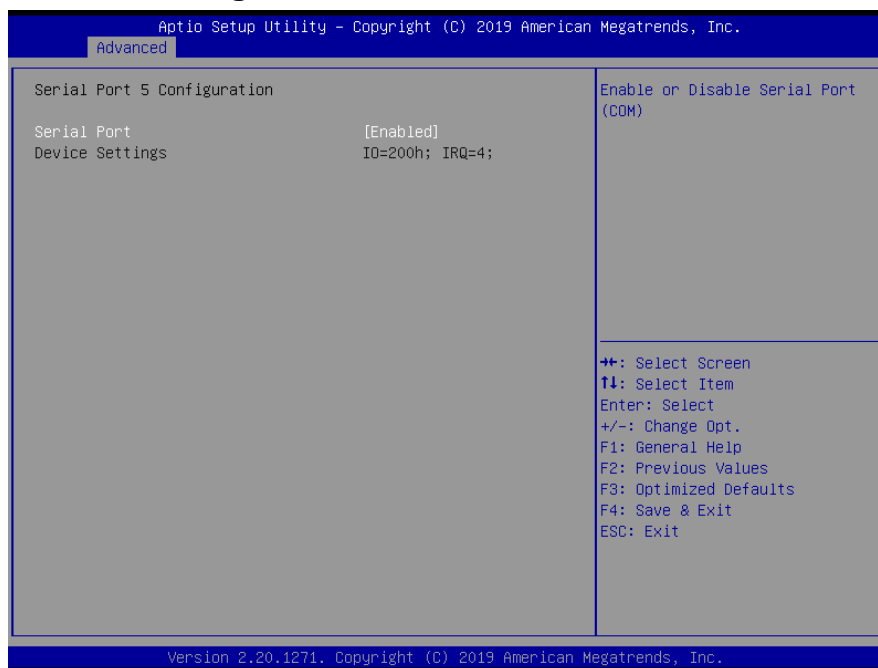 Aptio Setup Utility – Copyright (C) 2019 American Megatrends, Inc.
Advanced
Serial Port 5 Configuration
Serial Port [Enabled]
Device Settings IO=200h; IRQ=4;
Enable or Disable Serial Port
(COM)
→←: Select Screen
↑↓: Select Item
Enter: Select
+/-: Change Opt.
F1: General Help
F2: Previous Values
F3: Optimized Defaults
F4: Save & Exit
ESC: Exit
Version 2.20.1271. Copyright (C) 2019 American Megatrends, Inc.